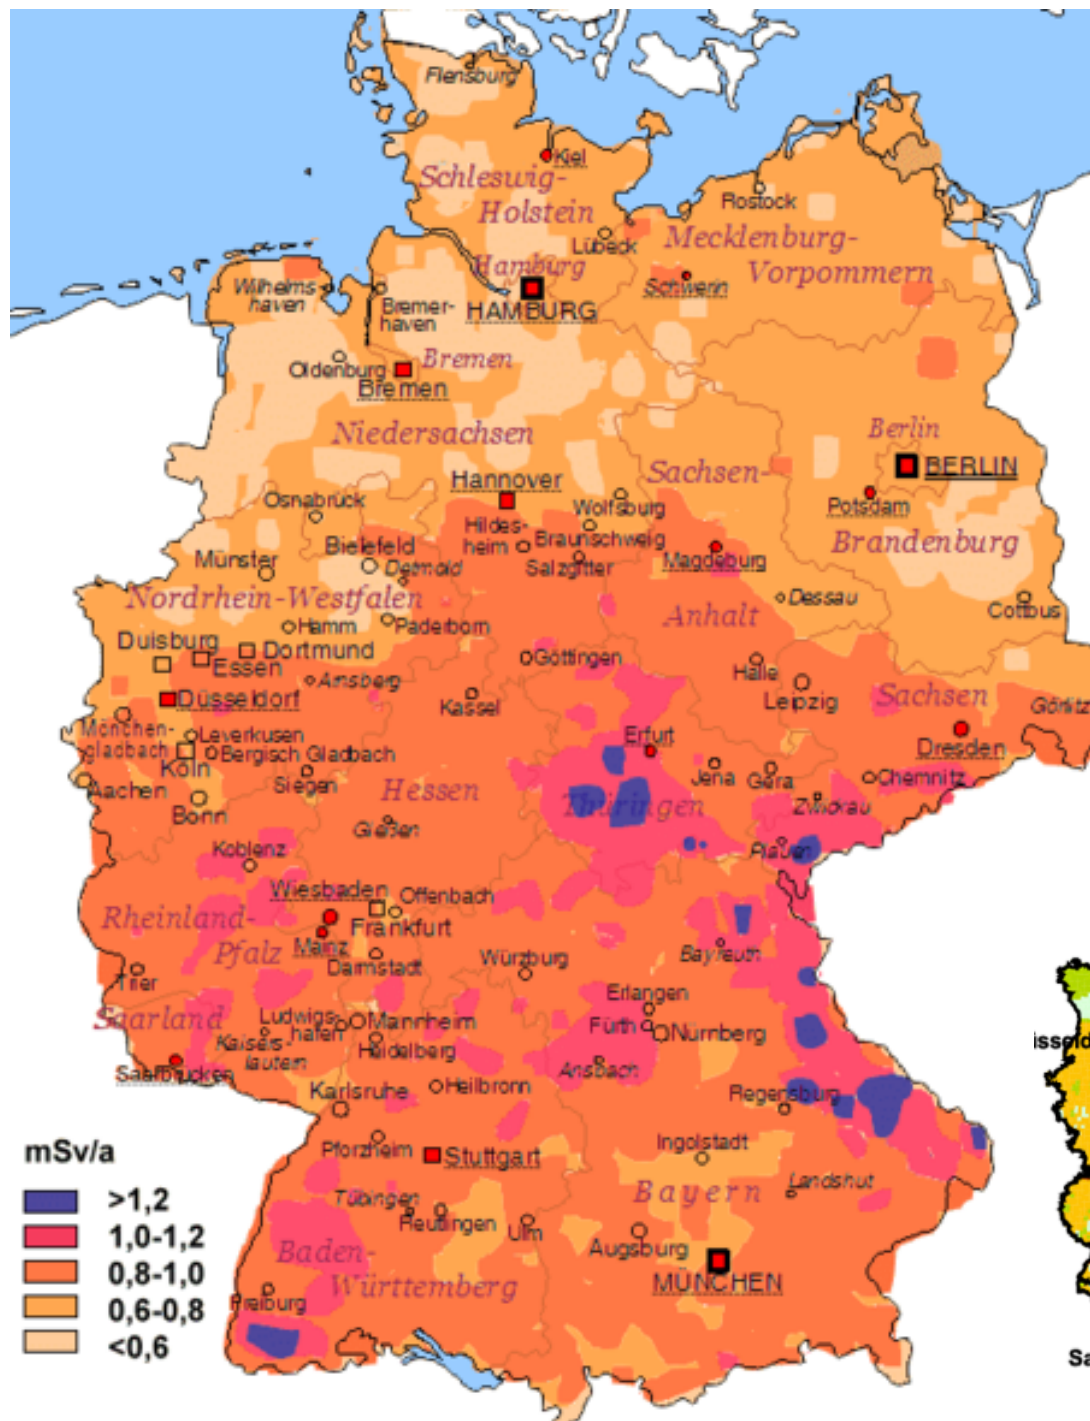 Flensburg
Kiel
Schleswig-
Holstein
Rostock
Lübeck
Mecklenburg-
Vorpommern
Hamburg
Schwerin
Wilhelms
haven
Bremer-
haven
HAMBURG
Oldenburg
Bremen
Bremen
Niedersachsen
Berlin
BERLIN
Sachsen-
Hannover
Wolfsburg
Potsdam
Osnabrück
Hildes-
heim
Braunschweig
Brandenburg
Bielefeld
Münster
Detmold
Salzgitter
Magdeburg
Nordrhein-Westfalen
Dessau
Cottbus
Anhalt
Hamm
Paderborn
Duisburg
Dortmund
Essen
Göttingen
Halle
Arnsberg
Leipzig
Sachsen
Düsseldorf
Kassel
Görlitz
Mönchen-
gladbach
Leverkusen
Bergisch Gladbach
Erfurt
Dresden
Köln
Siegen
Jena
Gera
Chemnitz
Aachen
Hessen
Thüringen
Zwickau
Bonn
Gießen
Plauen
Koblenz
Wiesbaden
Offenbach
Rheinland-
Frankfurt
Pfalz
Mainz
Darmstadt
Würzburg
Bayreuth
Trier
Erlangen
Saarland
Ludwigs-
hafen
Mannheim
Fürth
Nürnberg
Kaisers-
lautern
Heidelberg
Ansbach
Saarbrücken
Karlsruhe
Heilbronn
Regensburg
Pforzheim
Stuttgart
Ingolstadt
Landshut
Bayern
Tübingen
Reutlingen
Ulm
Augsburg
Baden-
Württemberg
MÜNCHEN
Freiburg
mSv/a
>1,2
1,0-1,2
0,8-1,0
0,6-0,8
<0,6
isseld
Sa